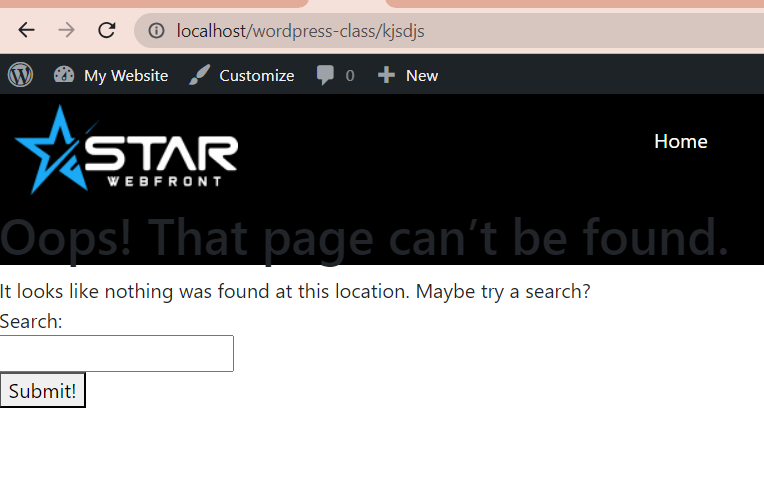 localhost/wordpress-class/kjsdjs
My Website Customize 0 New
STAR
WEBFRONT
Home
Oops! That page can’t be found.
It looks like nothing was found at this location. Maybe try a search?
Search:
Submit!